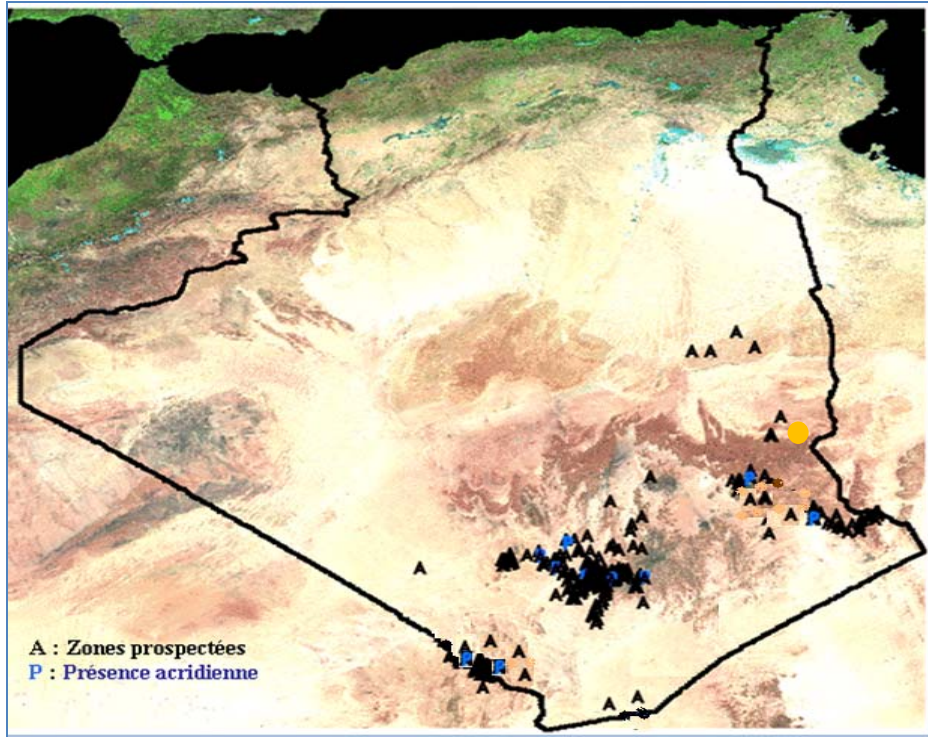 A : Zones prospectées
P : Présence acridienne